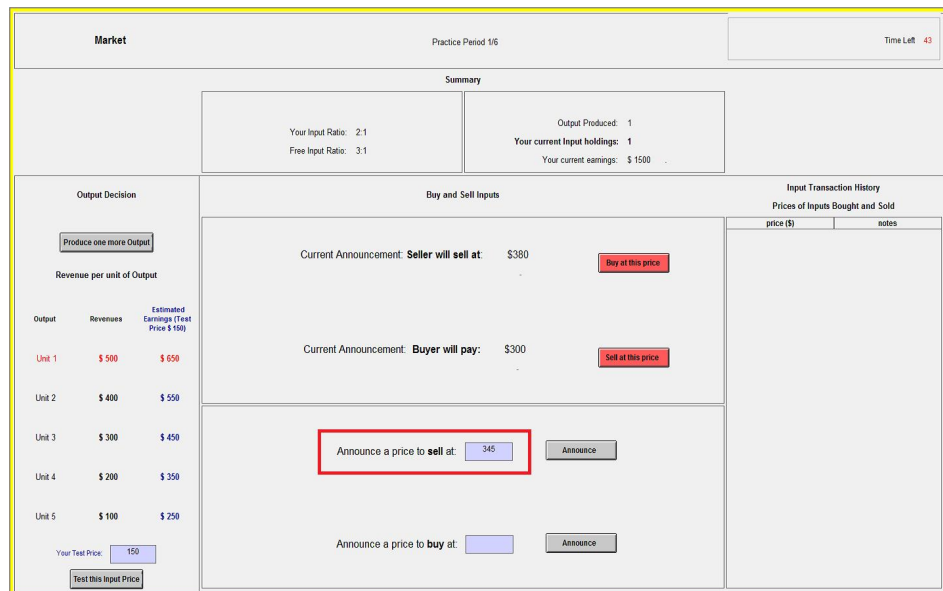 Market
Practice Period 1/6
Time Left 43
Summary
Your Input Ratio: 2:1
Free Input Ratio: 3:1
Output Produced: 1
Your current Input holdings: 1
Your current earnings: $ 1500 .
Output Decision
Produce one more Output
Revenue per unit of Output
Output Revenues Estimated Earnings (Test Price $ 150)
Unit 1 $ 500 $ 650
Unit 2 $ 400 $ 550
Unit 3 $ 300 $ 450
Unit 4 $ 200 $ 350
Unit 5 $ 100 $ 250
Your Test Price: 150
Test this Input Price
Buy and Sell Inputs
Current Announcement: Seller will sell at: $380
Buy at this price
Current Announcement: Buyer will pay: $300
Sell at this price
Announce a price to sell at: 345 Announce
Announce a price to buy at: Announce
Input Transaction History
Prices of Inputs Bought and Sold
price ($) notes